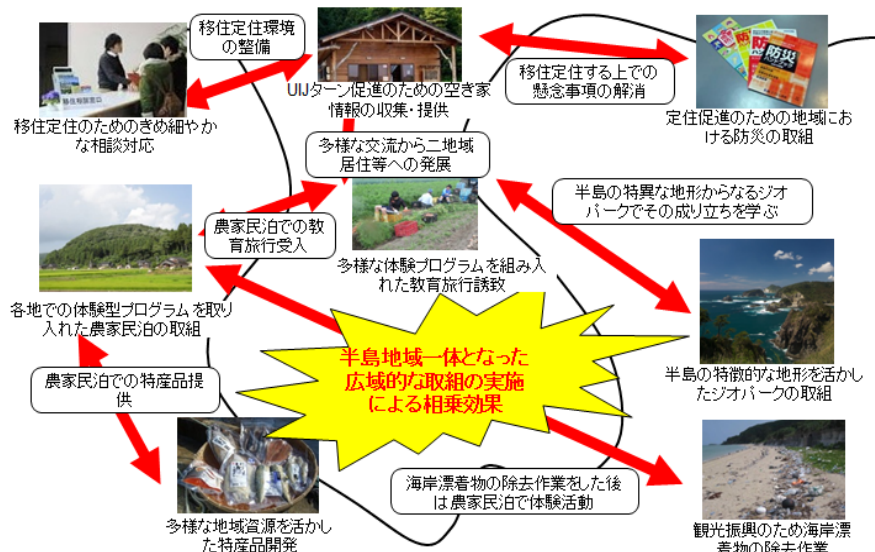 移住定住環境
の整備
移住相談窓口
移住定住のためのきめ細やか
な相談対応
UIJターン促進のための空き家
情報の収集・提供
移住定住する上での
懸念事項の解消
防災
定住促進のための地域にお
ける防災の取組
多様な交流から二地域
居住等への発展
農家民泊での教
育旅行受入
半島の特異な地形からなるジオ
パークでその成り立ちを学ぶ
多様な体験プログラムを組み入
れた教育旅行誘致
各地での体験型プログラムを取り
入れた農家民泊の取組
半島地域一体となった
広域的な取組の実施
による相乗効果
半島の特徴的な地形を活かし
たジオパークの取組
農家民泊での特産品提
供
海岸漂着物の除去作業をした後
は農家民泊で体験活動
多様な地域資源を活かし
た特産品開発
観光振興のため海岸漂
着物の除去作業